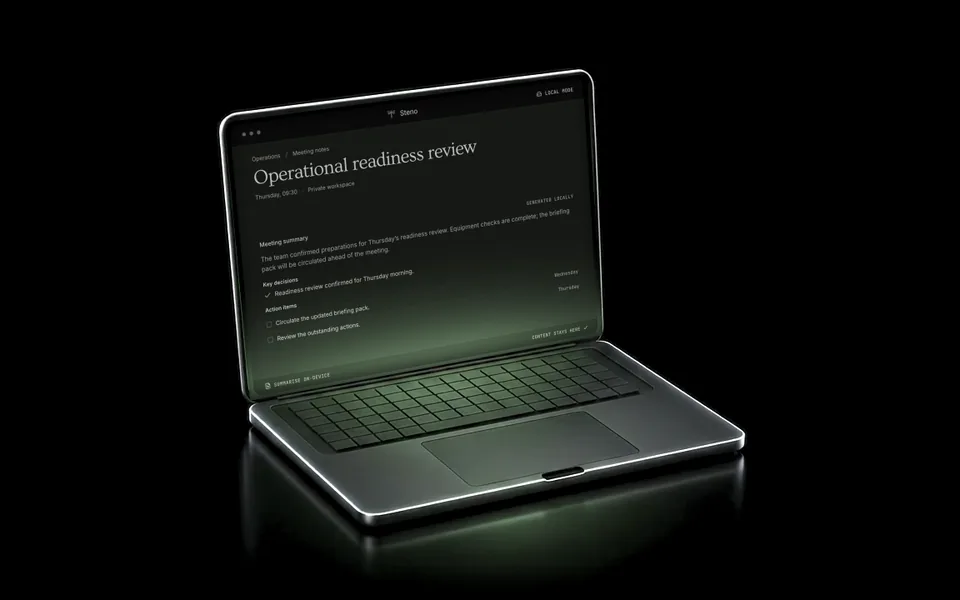 Steno
LOCAL MODE
Operations / Meeting notes
Operational readiness review
Thursday, 09:30 · Private workspace
GENERATED LOCALLY
Meeting summary
The team confirmed preparations for Thursday's readiness review. Equipment checks are complete; the briefing
pack will be circulated ahead of the meeting.
Key decisions
Readiness review confirmed for Thursday morning.
Action items
Circulate the updated briefing pack.
Wednesday
Review the outstanding actions.
Thursday
SUMMARISE ON-DEVICE
CONTENT STAYS HERE